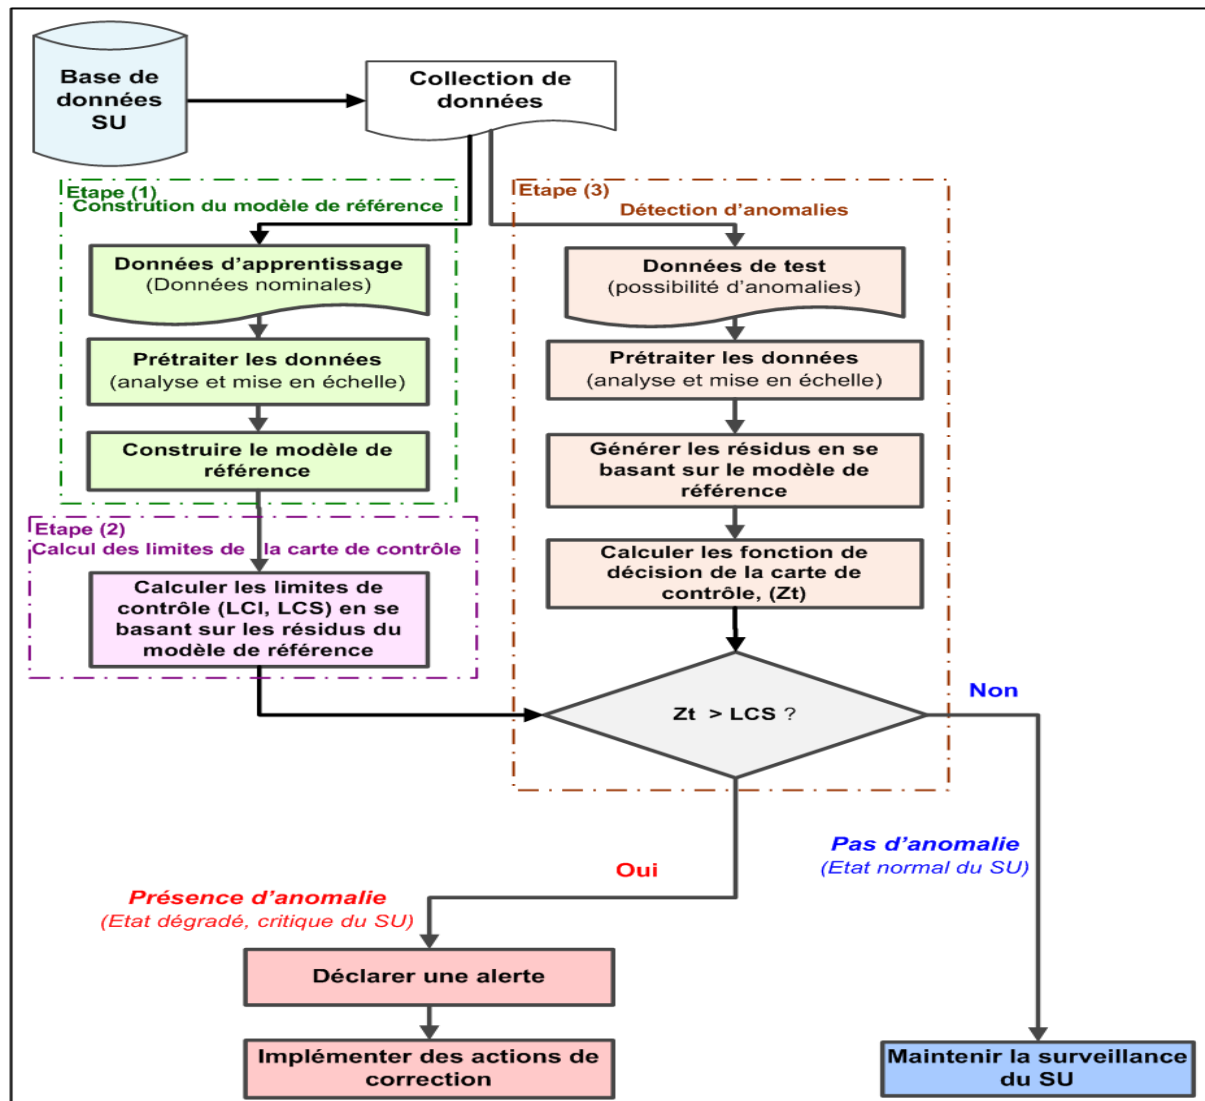 Base de
données
SU
Collection de
données
Etape (1)
Constrution du modèle de référence
Données d'apprentissage
(Données nominales)
Prétraiter les données
(analyse et mise en échelle)
Construire le modèle de
référence
Etape (2)
Calcul des limites de la carte de contrôle
Calculer les limites de
contrôle (LCI, LCS) en se
basant sur les résidus du
modèle de référence
Etape (3)
Détection d'anomalies
Données de test
(possibilité d'anomalies)
Prétraiter les données
(analyse et mise en échelle)
Générer les résidus en se
basant sur le modèle de
référence
Calculer les fonction de
décision de la carte de
contrôle, (Zt)
Zt > LCS ?
Non
Pas d'anomalie
(Etat normal du SU)
Oui
Présence d'anomalie
(Etat dégradé, critique du SU)
Déclarer une alerte
Implémenter des actions de
correction
Maintenir la surveillance
du SU